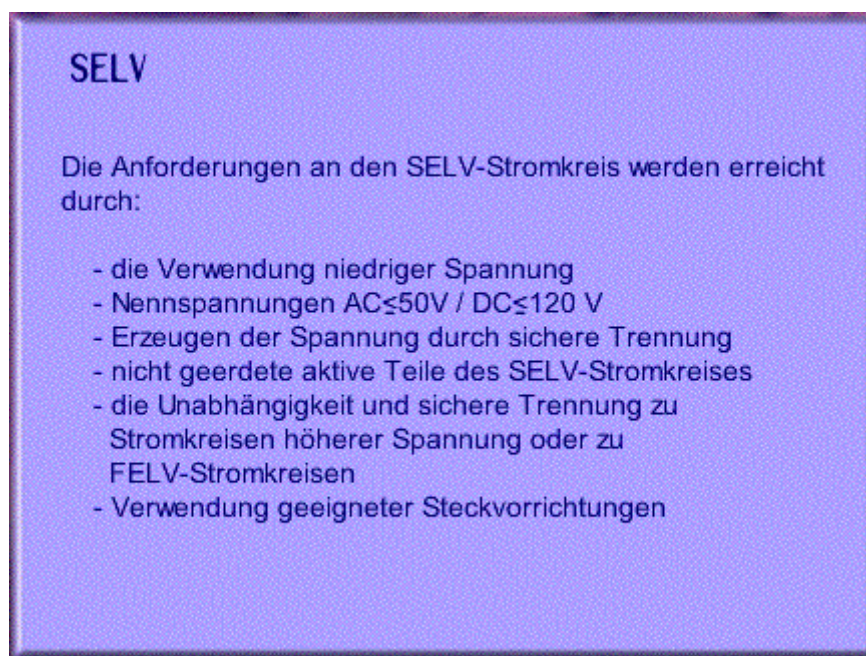 SELV
Die Anforderungen an den SELV-Stromkreis werden erreicht
durch:
- die Verwendung niedriger Spannung
- Nennspannungen AC≤50V / DC≤120 V
- Erzeugen der Spannung durch sichere Trennung
- nicht geerdete aktive Teile des SELV-Stromkreises
- die Unabhängigkeit und sichere Trennung zu
Stromkreisen höherer Spannung oder zu
FELV-Stromkreisen
- Verwendung geeigneter Steckvorrichtungen